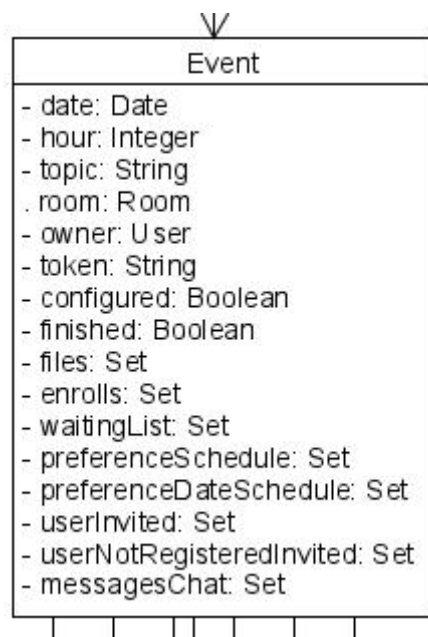 Event
- date: Date
- hour: Integer
- topic: String
. room: Room
- owner: User
- token: String
- configured: Boolean
- finished: Boolean
- files: Set
- enrolls: Set
- waitingList: Set
- preferenceSchedule: Set
- preferenceDateSchedule: Set
- userInvited: Set
- userNotRegisteredInvited: Set
- messagesChat: Set